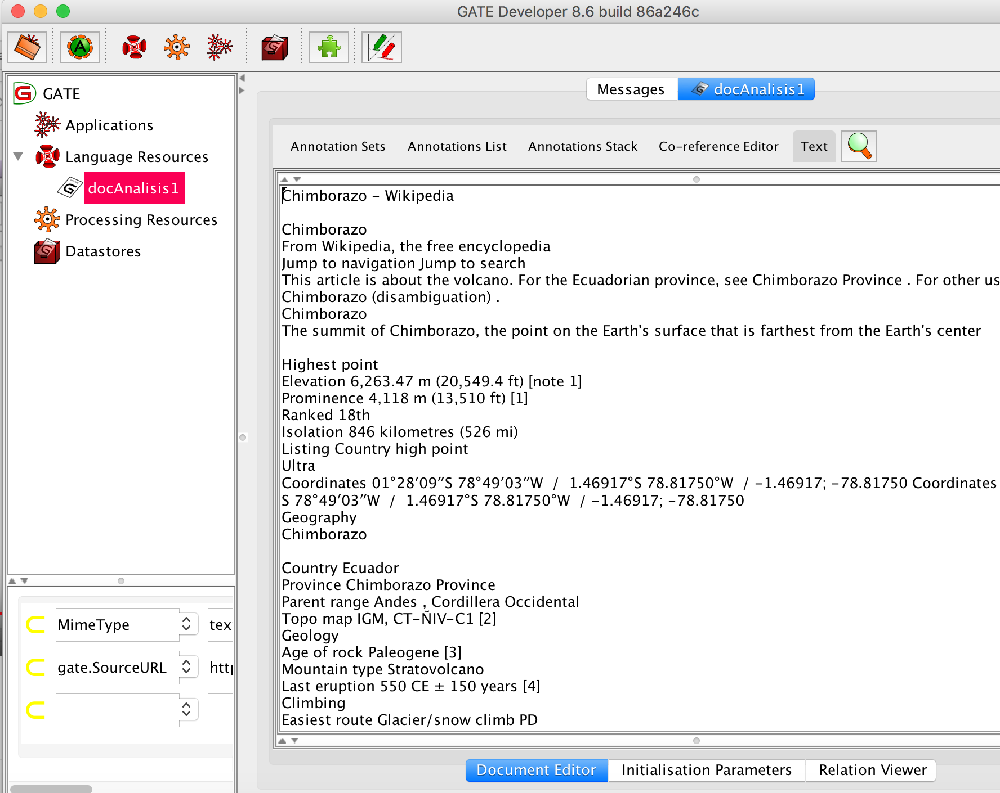 GATE Developer 8.6 build 86a246c
GATE
Applications
Language Resources
docAnalisis1
Processing Resources
Datastores
MimeType
gate.SourceURL
Messages
docAnalisis1
Annotation Sets
Annotations List
Annotations Stack
Co-reference Editor
Text
Chimborazo - Wikipedia
Chimborazo
From Wikipedia, the free encyclopedia
Jump to navigation Jump to search
This article is about the volcano. For the Ecuadorian province, see Chimborazo Province . For other us
Chimborazo (disambiguation) .
Chimborazo
The summit of Chimborazo, the point on the Earth's surface that is farthest from the Earth's center
Highest point
Elevation 6,263.47 m (20,549.4 ft) [note 1]
Prominence 4,118 m (13,510 ft) [1]
Ranked 18th
Isolation 846 kilometres (526 mi)
Listing Country high point
Ultra
Coordinates 01°28′09″S 78°49′03″W / 1.46917°S 78.81750°W / -1.46917; -78.81750 Coordinates
S 78°49′03″W / 1.46917°S 78.81750°W / -1.46917; -78.81750
Geography
Chimborazo
Country Ecuador
Province Chimborazo Province
Parent range Andes , Cordillera Occidental
Topo map IGM, CT-ÑIV-C1 [2]
Geology
Age of rock Paleogene [3]
Mountain type Stratovolcano
Last eruption 550 CE ± 150 years [4]
Climbing
Easiest route Glacier/snow climb PD
Document Editor
Initialisation Parameters
Relation Viewer